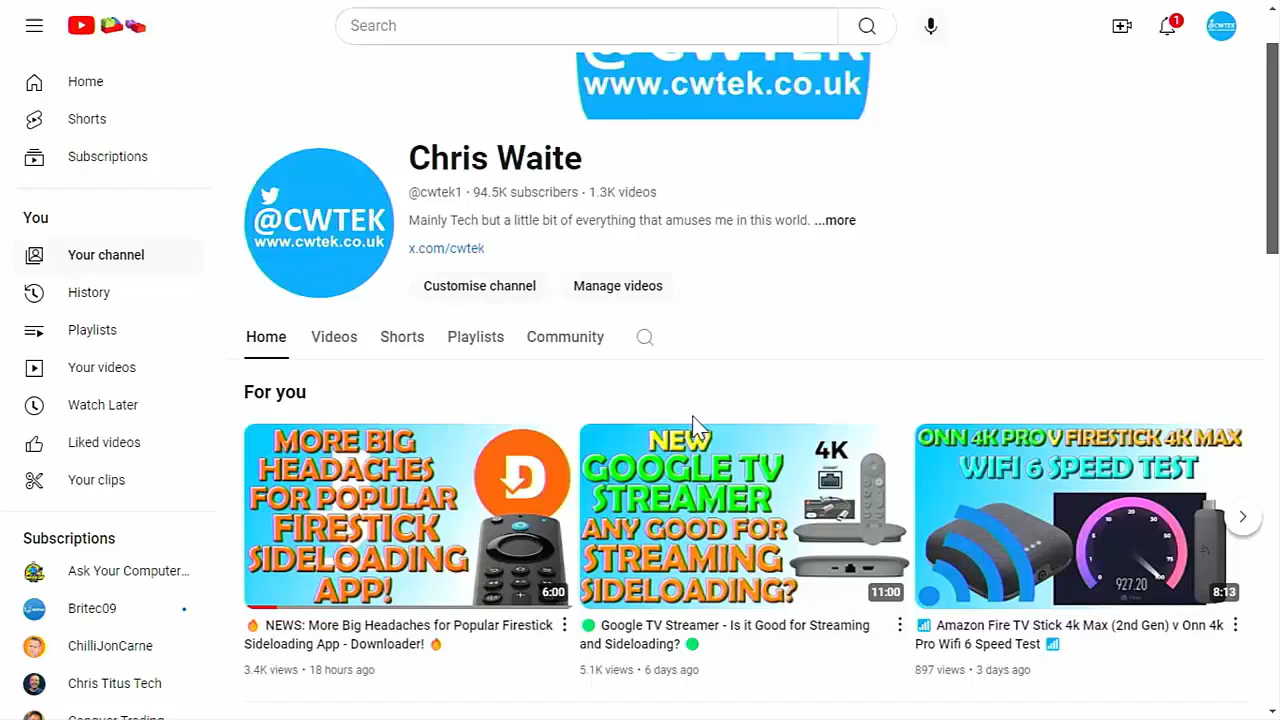 Search
1
@CWTEK
@CWTEK
www.cwtek.co.uk
Home
Shorts
Subscriptions
You
Your channel
History
Playlists
Your videos
Watch Later
Liked videos
Your clips
Subscriptions
Ask Your Computer...
Britec09
ChilliJonCarne
Chris Titus Tech
@CWTEK
www.cwtek.co.uk
Chris Waite
@cwtek1 · 94.5K subscribers · 1.3K videos
Mainly Tech but a little bit of everything that amuses me in this world. ...more
x.com/cwtek
Customise channel
Manage videos
Home
Videos
Shorts
Playlists
Community
For you
MORE BIG
HEADACHES
FOR POPULAR
FIRESTICK
SIDELOADING
APP!
D
6:00
🔥 NEWS: More Big Headaches for Popular Firestick
Sideloading App - Downloader! 🔥
3.4K views · 18 hours ago
NEW
GOOGLE TV
STREAMER
ANY GOOD FOR
STREAMING
SIDELOADING?
4K
11:00
🟢 Google TV Streamer - Is it Good for Streaming
and Sideloading? 🟢
5.1K views · 6 days ago
ONN 4K PRO V FIRESTICK 4K MAX
WIFI 6 SPEED TEST
927.20
8:13
📶 Amazon Fire TV Stick 4k Max (2nd Gen) v Onn 4k
Pro Wifi 6 Speed Test 📶
897 views · 3 days ago